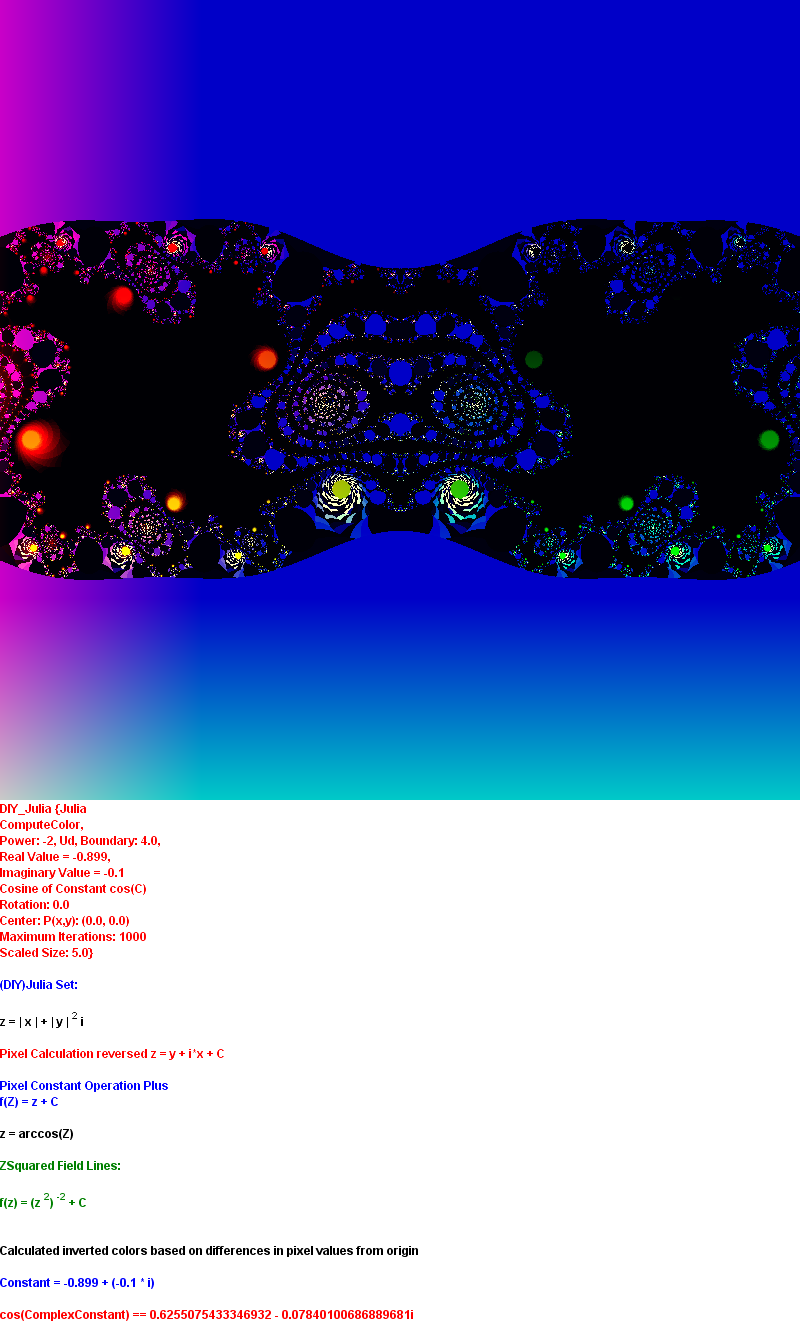 DIY_Julia {Julia
ComputeColor,
Power: -2, Ud, Boundary: 4.0,
Real Value = -0.899,
Imaginary Value = -0.1
Cosine of Constant cos(C)
Rotation: 0.0
Center: P(x,y): (0.0, 0.0)
Maximum Iterations: 1000
Scaled Size: 5.0}
(DIY)Julia Set:
z = | x | + | y | 2 i
Pixel Calculation reversed z = y + i*x + C
Pixel Constant Operation Plus
f(Z) = z + C
z = arccos(Z)
ZSquared Field Lines:
f(z) = (z 2) -2 + C
Calculated inverted colors based on differences in pixel values from origin
Constant = -0.899 + (-0.1 * i)
cos(ComplexConstant) == 0.6255075433346932 - 0.07840100686889681i